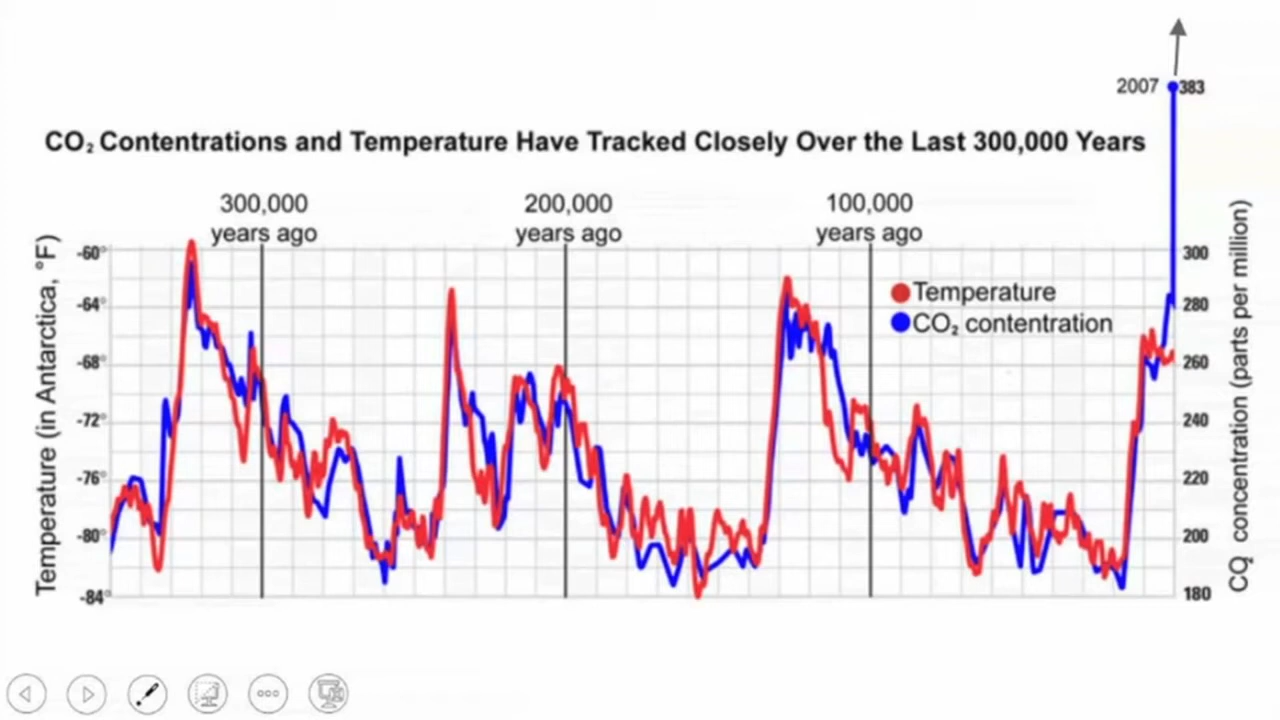 2007 383
CO₂ Contentrations and Temperature Have Tracked Closely Over the Last 300,000 Years
300,000
years ago
200,000
years ago
100,000
years ago
Temperature (in Antarctica, °F)
-60°
-64°
-68°
-72°
-76°
-80°
-84°
Temperature
CO₂ contentration
300
280
260
240
220
200
180
CO₂ concentration (parts per million)